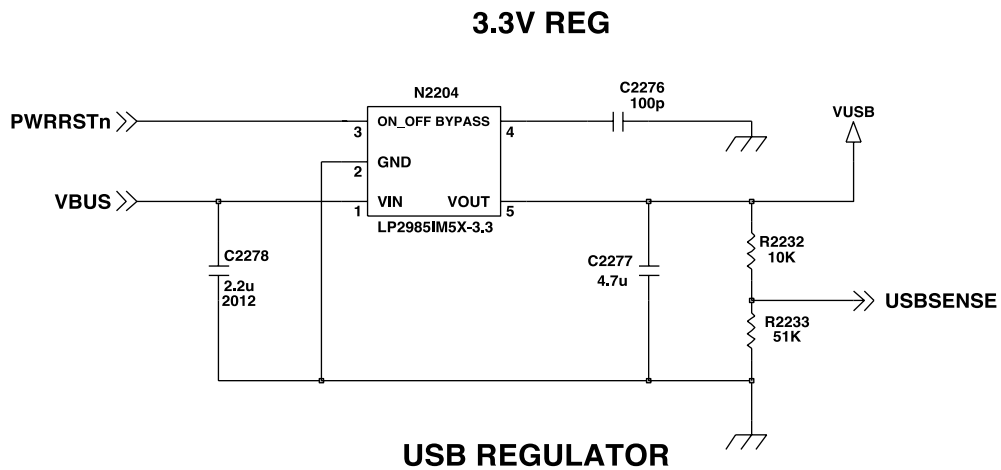 3.3V REG
N2204
C2276
100p
VUSB
PWRRSTn
ON_OFF BYPASS
3
4
GND
2
VBUS
VIN
VOUT
1
5
LP2985IM5X-3.3
C2278
2.2u
2012
C2277
4.7u
R2232
10K
USBSENSE
R2233
51K
USB REGULATOR